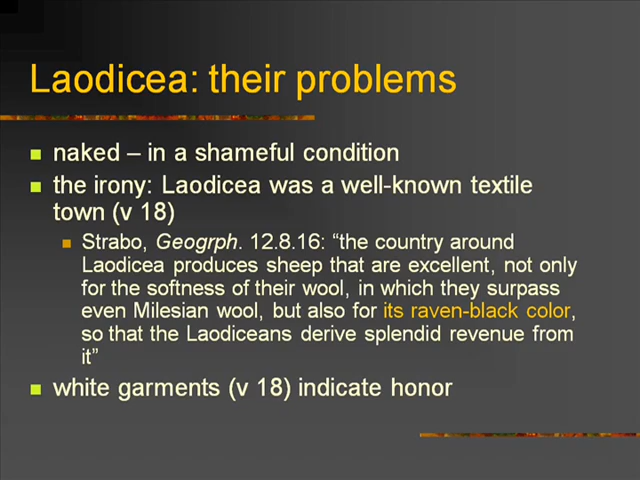 Laodicea: their problems
naked – in a shameful condition
the irony: Laodicea was a well-known textile
town (v 18)
Strabo, Geogrph. 12.8.16: “the country around
Laodicea produces sheep that are excellent, not only
for the softness of their wool, in which they surpass
even Milesian wool, but also for its raven-black color,
so that the Laodiceans derive splendid revenue from
it”
white garments (v 18) indicate honor